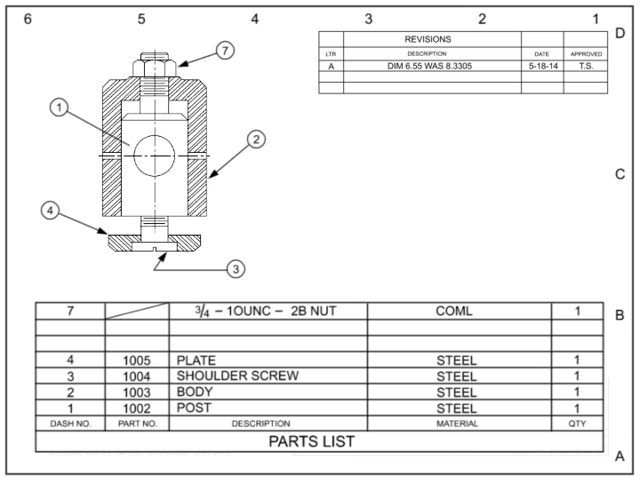 6 5 4 3 2 1
D
REVISIONS
LTR DESCRIPTION DATE APPROVED
A DIM 6.55 WAS 8.3305 5-18-14 T.S.
7
1
2
C
4
3
7 3/4 – 10UNC – 2B NUT COML 1
B
4 1005 PLATE STEEL 1
3 1004 SHOULDER SCREW STEEL 1
2 1003 BODY STEEL 1
1 1002 POST STEEL 1
DASH NO. PART NO. DESCRIPTION MATERIAL QTY
PARTS LIST
A